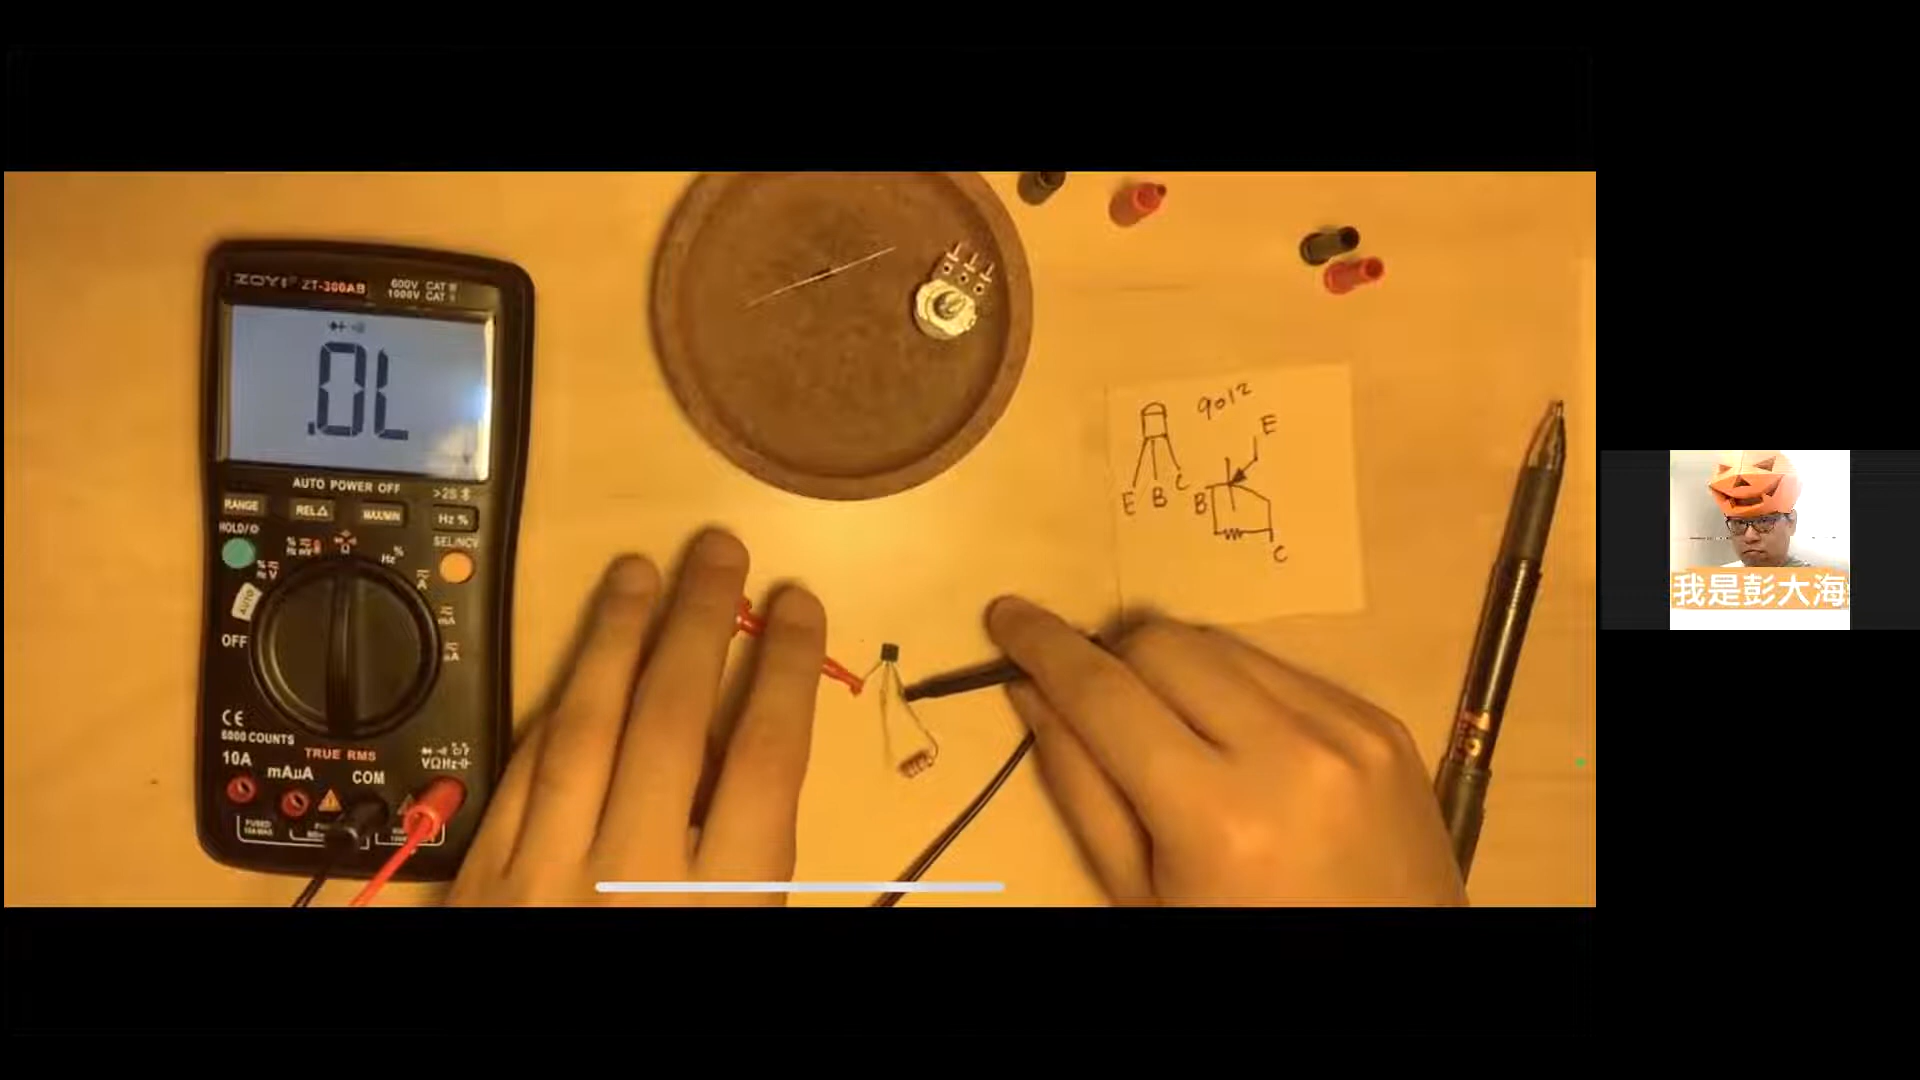 ZOYI ZT-300AB
600V CAT III
1000V CAT II
.0L
AUTO POWER OFF
RANGE
REL△
MAX/MIN
Hz %
HOLD/
SEL/NCV
Hz%
AUTO
OFF
CE
6000 COUNTS
TRUE RMS
10A
mAμA
COM
VΩHz
FUSED
9012
E
B
E B C
C
我是彭大海